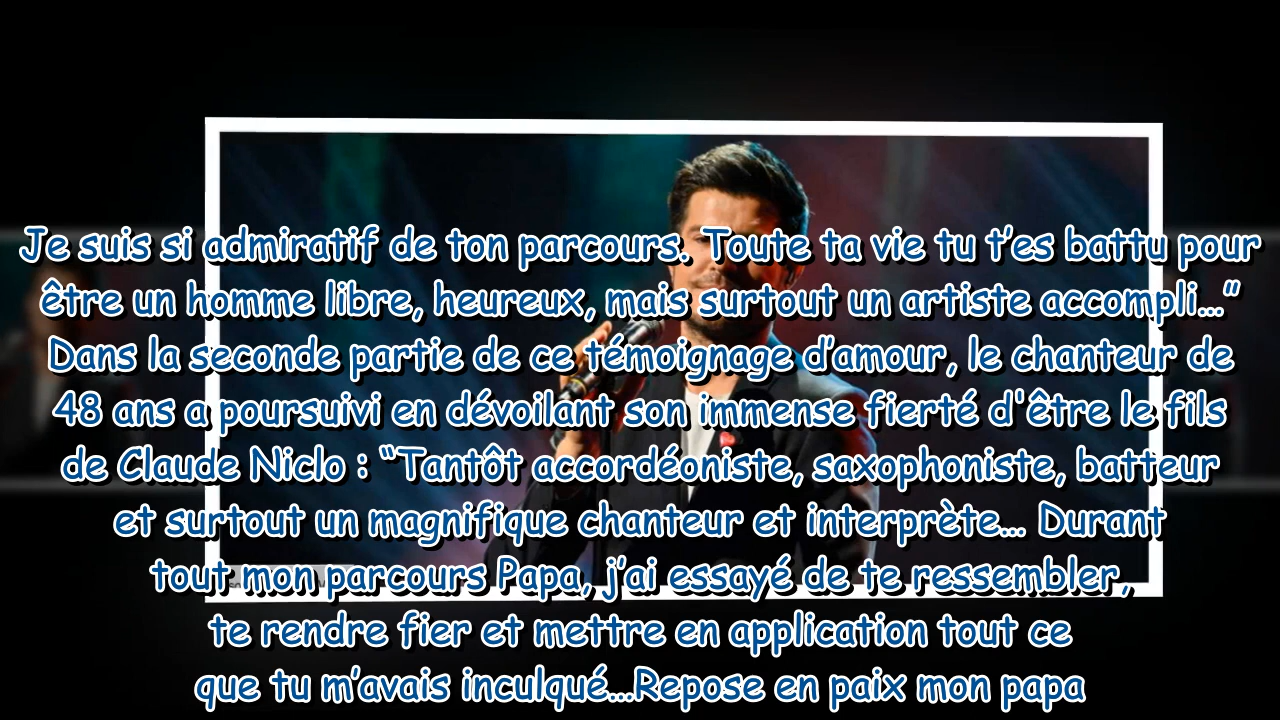 Je suis si admiratif de ton parcours. Toute ta vie tu t’es battu pour
être un homme libre, heureux, mais surtout un artiste accompli...”
Dans la seconde partie de ce témoignage d’amour, le chanteur de
48 ans a poursuivi en dévoilant son immense fierté d'être le fils
de Claude Niclo : “Tantôt accordéoniste, saxophoniste, batteur
et surtout un magnifique chanteur et interprète... Durant
tout mon parcours Papa, j’ai essayé de te ressembler,
te rendre fier et mettre en application tout ce
que tu m’avais inculqué...Repose en paix mon papa